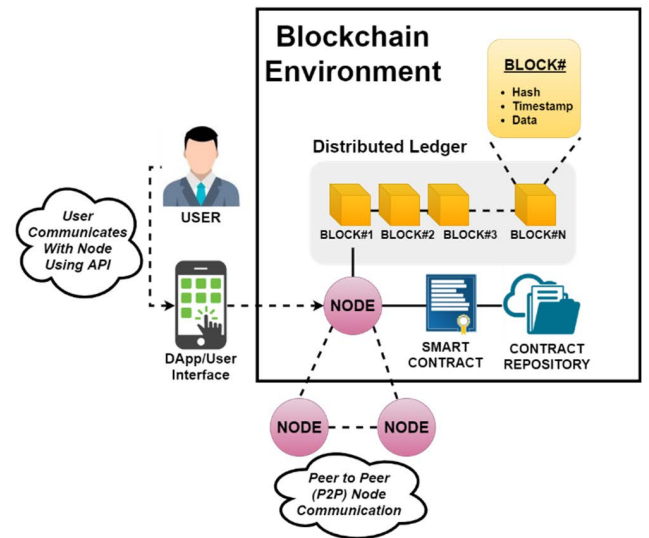 Blockchain
Environment
BLOCK#
• Hash
• Timestamp
• Data
Distributed Ledger
BLOCK#1
BLOCK#2
BLOCK#3
BLOCK#N
USER
User
Communicates
With Node
Using API
DApp/User
Interface
NODE
SMART
CONTRACT
CONTRACT
REPOSITORY
NODE
NODE
Peer to Peer
(P2P) Node
Communication